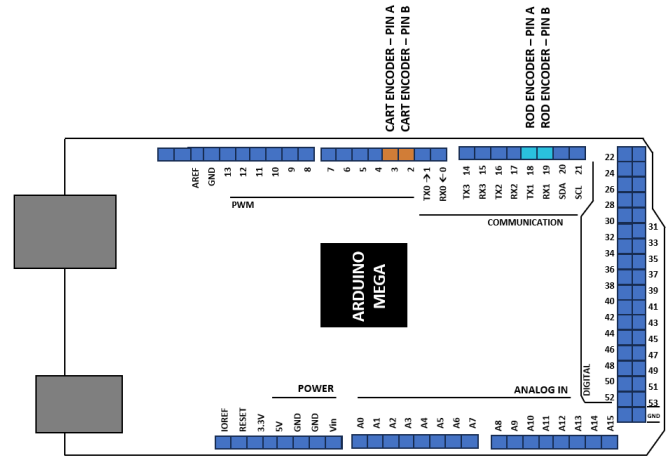 CART ENCODER – PIN A
CART ENCODER – PIN B
ROD ENCODER – PIN A
ROD ENCODER – PIN B
AREF
GND
13
12
11
10
9
8
7
6
5
4
3
2
TX0 → 1
RX0 ← 0
TX3 14
RX3 15
TX2 16
RX2 17
TX1 18
RX1 19
SDA 20
SCL 21
PWM
COMMUNICATION
22
24
26
28
30
32
34
36
38
40
42
44
46
48
50
52
31
33
35
37
39
41
43
45
47
49
51
53
GND
DIGITAL
ARDUINO
MEGA
POWER
ANALOG IN
IOREF
RESET
3.3V
5V
GND
GND
Vin
A0
A1
A2
A3
A4
A5
A6
A7
A8
A9
A10
A11
A12
A13
A14
A15